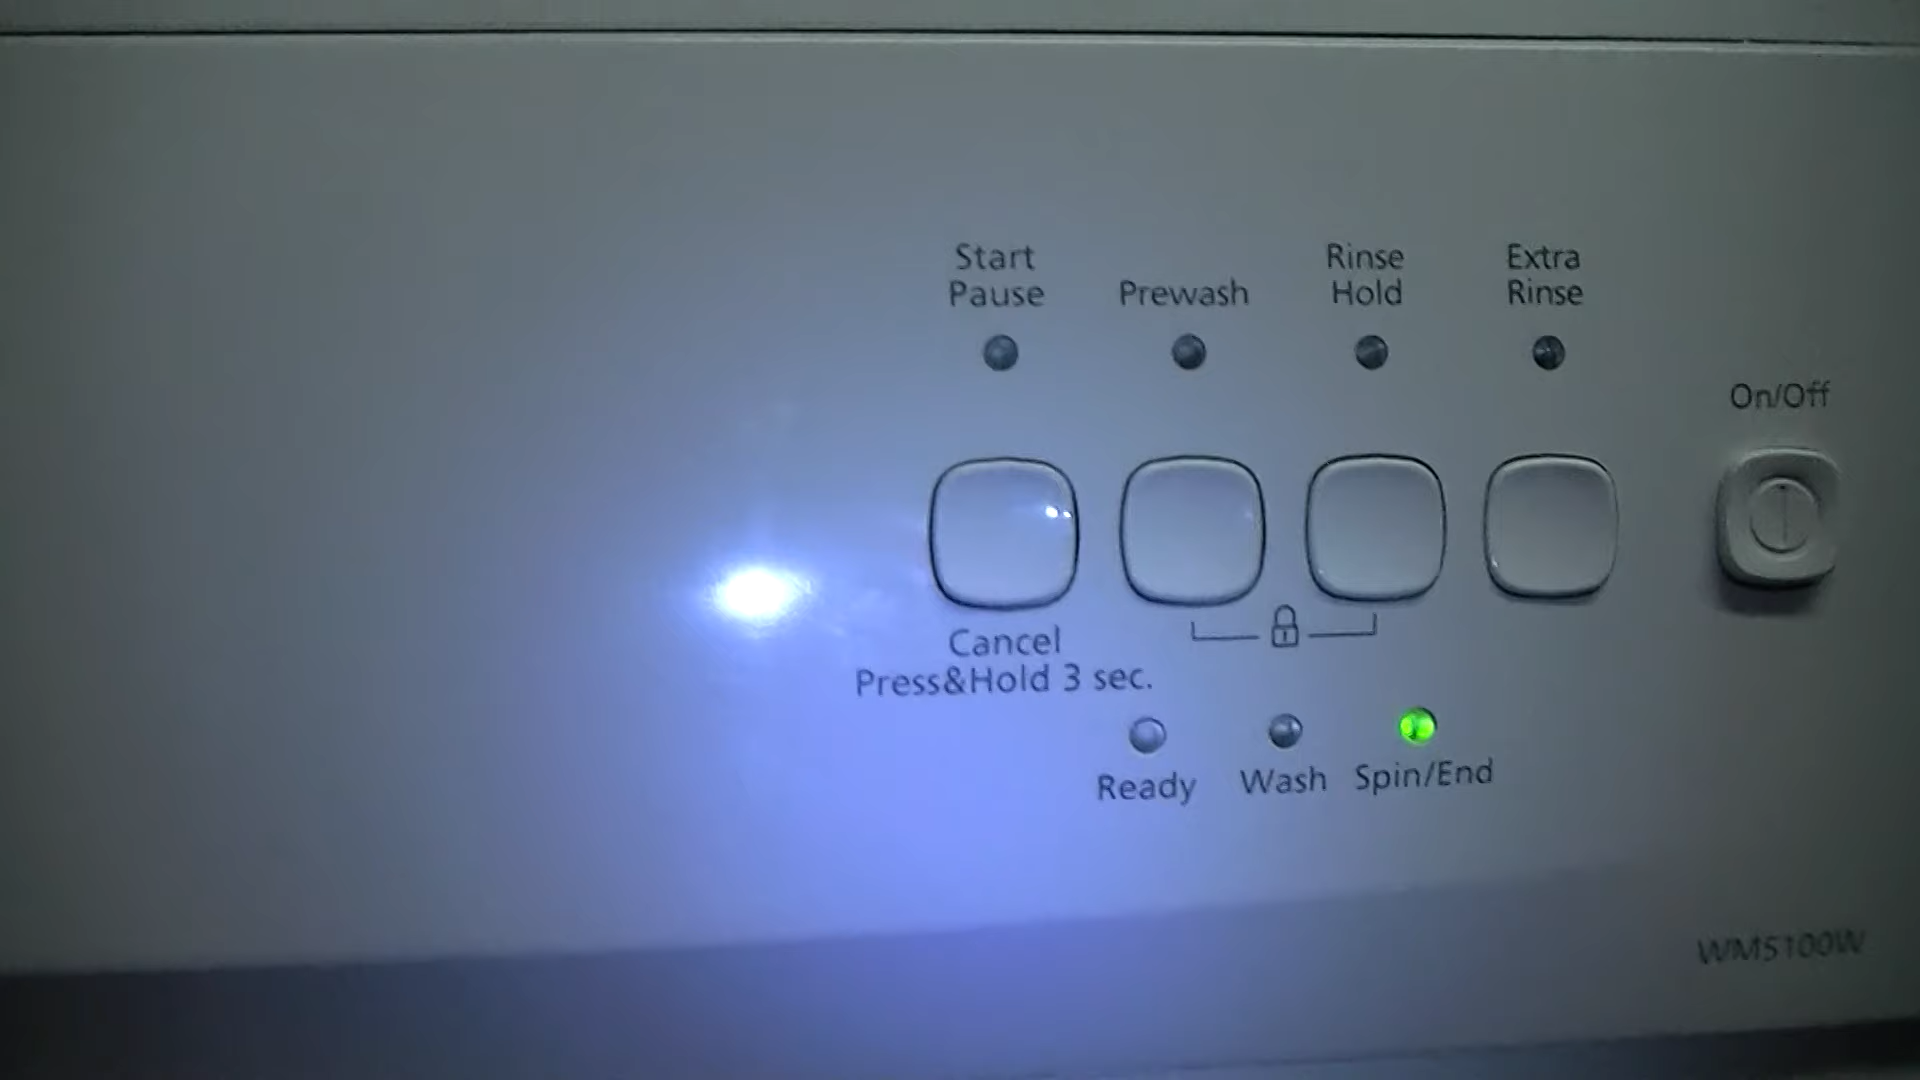 Start
Pause
Prewash
Rinse
Hold
Extra
Rinse
On/Off
Cancel
Press&Hold 3 sec.
Ready
Wash
Spin/End
WM5100W